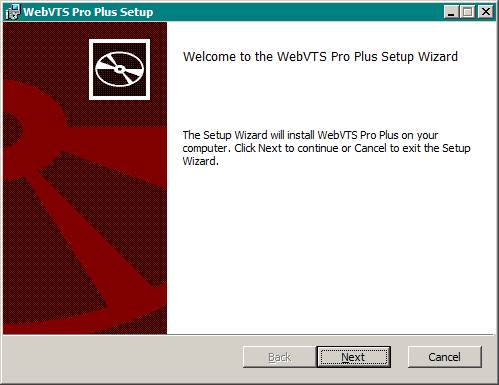 WebVTS Pro Plus Setup
Welcome to the WebVTS Pro Plus Setup Wizard
The Setup Wizard will install WebVTS Pro Plus on your
computer. Click Next to continue or Cancel to exit the Setup
Wizard.
Back
Next
Cancel